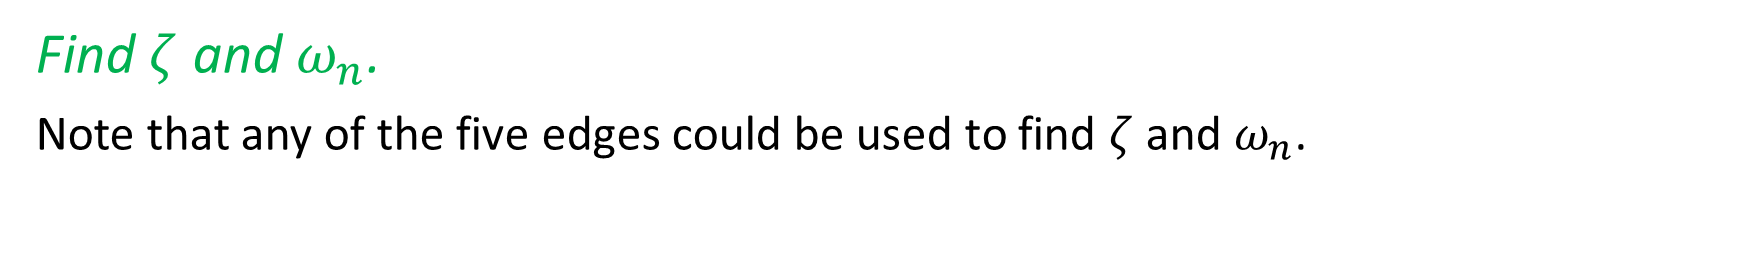 Find ζ and ωₙ.
Note that any of the five edges could be used to find ζ and ωₙ.